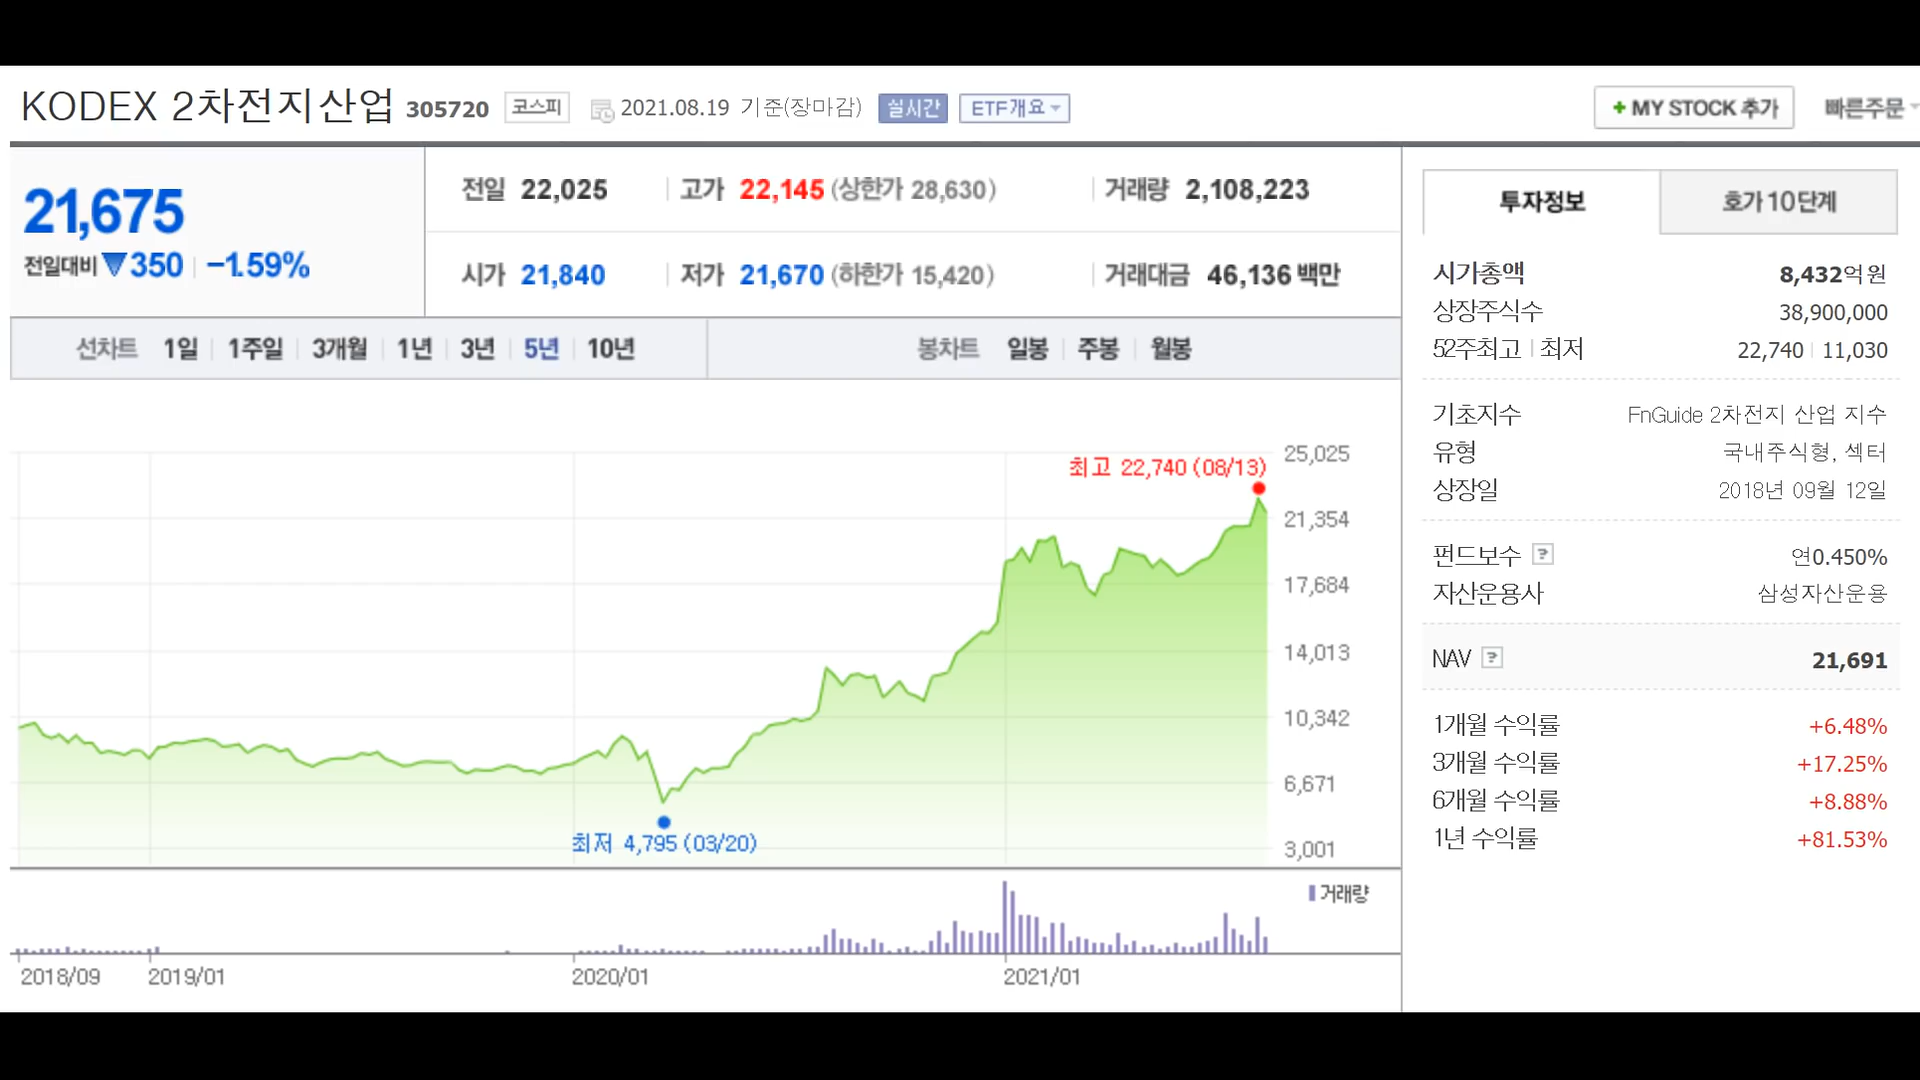 KODEX 2차전지산업 305720 코스피 2021.08.19 기준(장마감) 실시간 ETF개요
+ MY STOCK 추가 빠른주문
21,675
전일대비 ▼350 -1.59%
전일 22,025 고가 22,145 (상한가 28,630) 거래량 2,108,223
시가 21,840 저가 21,670 (하한가 15,420) 거래대금 46,136 백만
선차트 1일 1주일 3개월 1년 3년 5년 10년 봉차트 일봉 주봉 월봉
최고 22,740 (08/13)
25,025
21,354
17,684
14,013
10,342
6,671
3,001
최저 4,795 (03/20)
거래량
2018/09 2019/01 2020/01 2021/01
투자정보 호가 10단계
시가총액 8,432억원
상장주식수 38,900,000
52주최고 최저 22,740 11,030
기초지수 FnGuide 2차전지 산업 지수
유형 국내주식형, 섹터
상장일 2018년 09월 12일
펀드보수 ? 연0.450%
자산운용사 삼성자산운용
NAV ? 21,691
1개월 수익률 +6.48%
3개월 수익률 +17.25%
6개월 수익률 +8.88%
1년 수익률 +81.53%